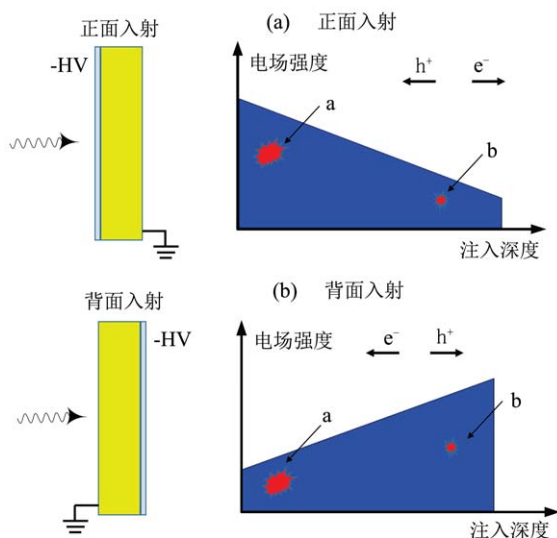 正面入射
-HV
(a) 正面入射
电场强度
h⁺ e⁻
a
b
注入深度
背面入射
-HV
(b) 背面入射
电场强度
e⁻ h⁺
a
b
注入深度